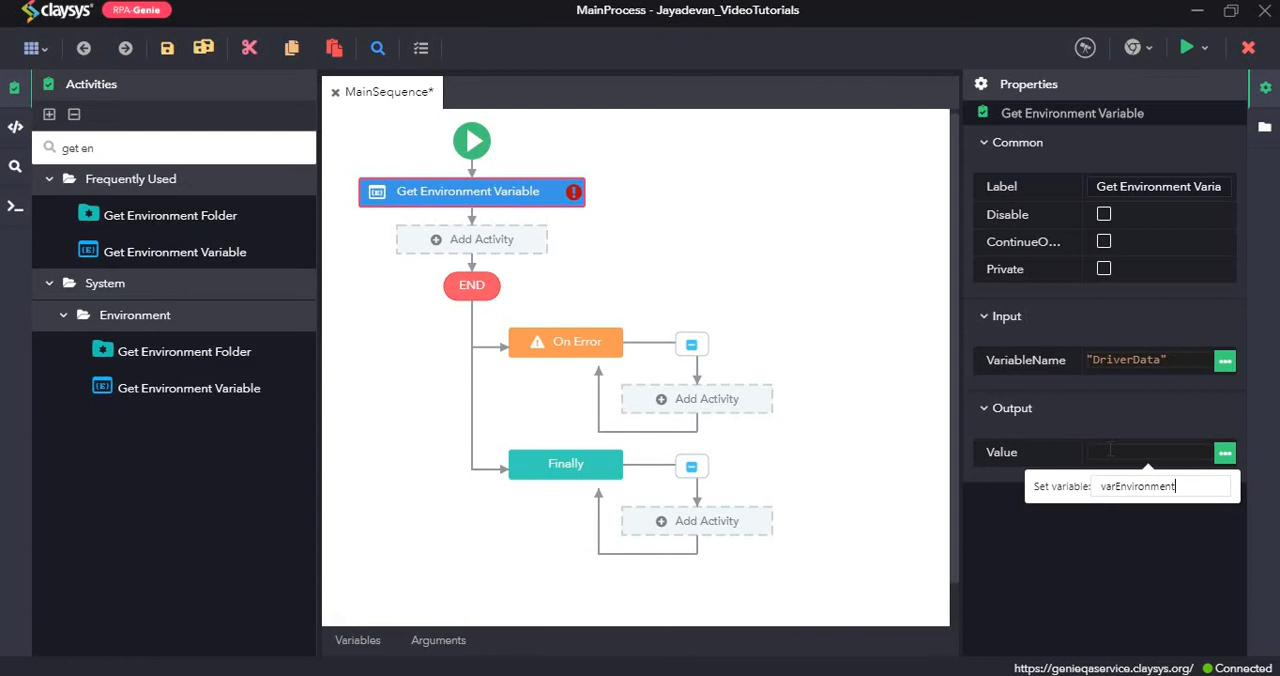 claysys RPA-Genie MainProcess - Jayadevan_VideoTutorials
Activities
get en
Frequently Used
Get Environment Folder
Get Environment Variable
System
Environment
Get Environment Folder
Get Environment Variable
MainSequence*
Get Environment Variable
Add Activity
END
On Error
Add Activity
Finally
Add Activity
Variables Arguments
Properties
Get Environment Variable
Common
Label Get Environment Varia
Disable
ContinueO...
Private
Input
VariableName "DriverData"
Output
Value
Set variable: varEnvironment
https://genieqaservice.claysys.org/ Connected